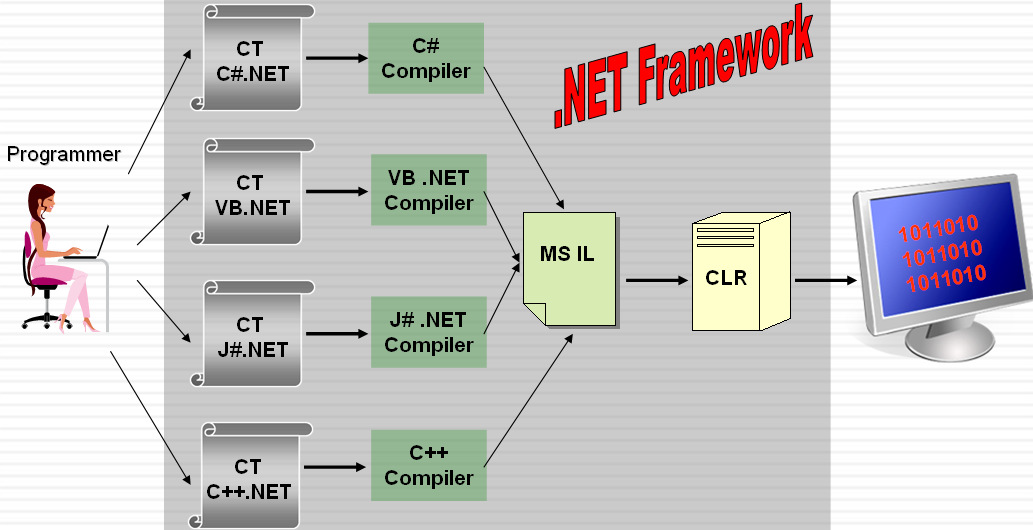 .NET Framework
Programmer
CT
C#.NET
C#
Compiler
CT
VB.NET
VB .NET
Compiler
MS IL
CLR
1011010
1011010
1011010
CT
J#.NET
J# .NET
Compiler
CT
C++.NET
C++
Compiler